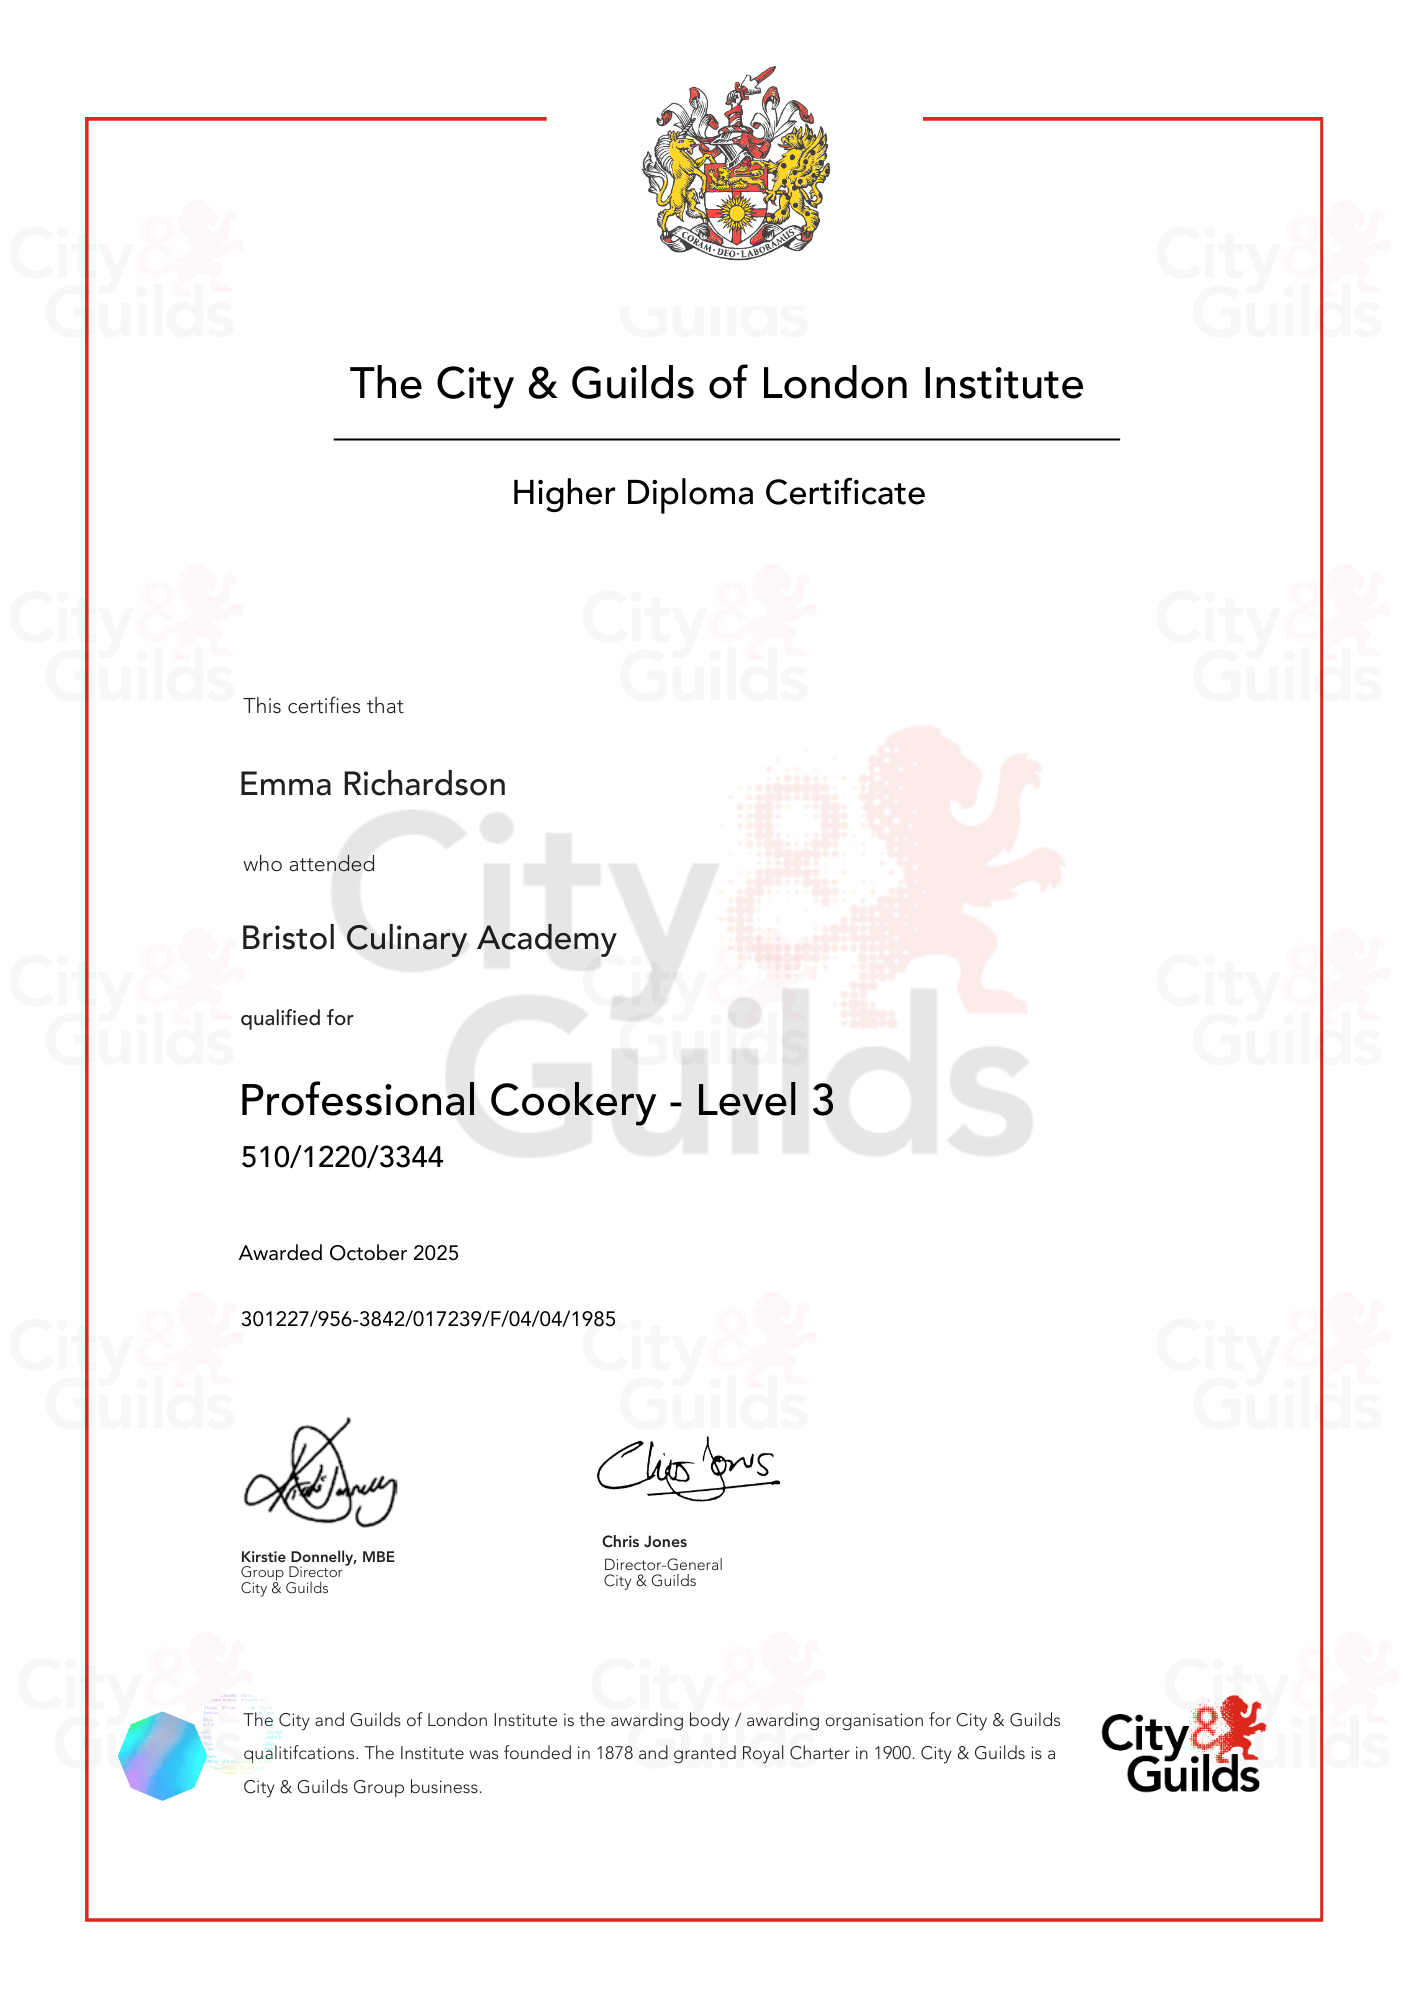 CORAM·DEO·LABORAMUS
The City & Guilds of London Institute
Higher Diploma Certificate
This certifies that
Emma Richardson
who attended
Bristol Culinary Academy
qualified for
Professional Cookery - Level 3
510/1220/3344
Awarded October 2025
301227/956-3842/017239/F/04/04/1985
Kirstie Donnelly
Chris Jones
Kirstie Donnelly, MBE
Group Director
City & Guilds
Chris Jones
Director-General
City & Guilds
The City and Guilds of London Institute is the awarding body / awarding organisation for City & Guilds
qualitifcations. The Institute was founded in 1878 and granted Royal Charter in 1900. City & Guilds is a
City & Guilds Group business.
City &
Guilds